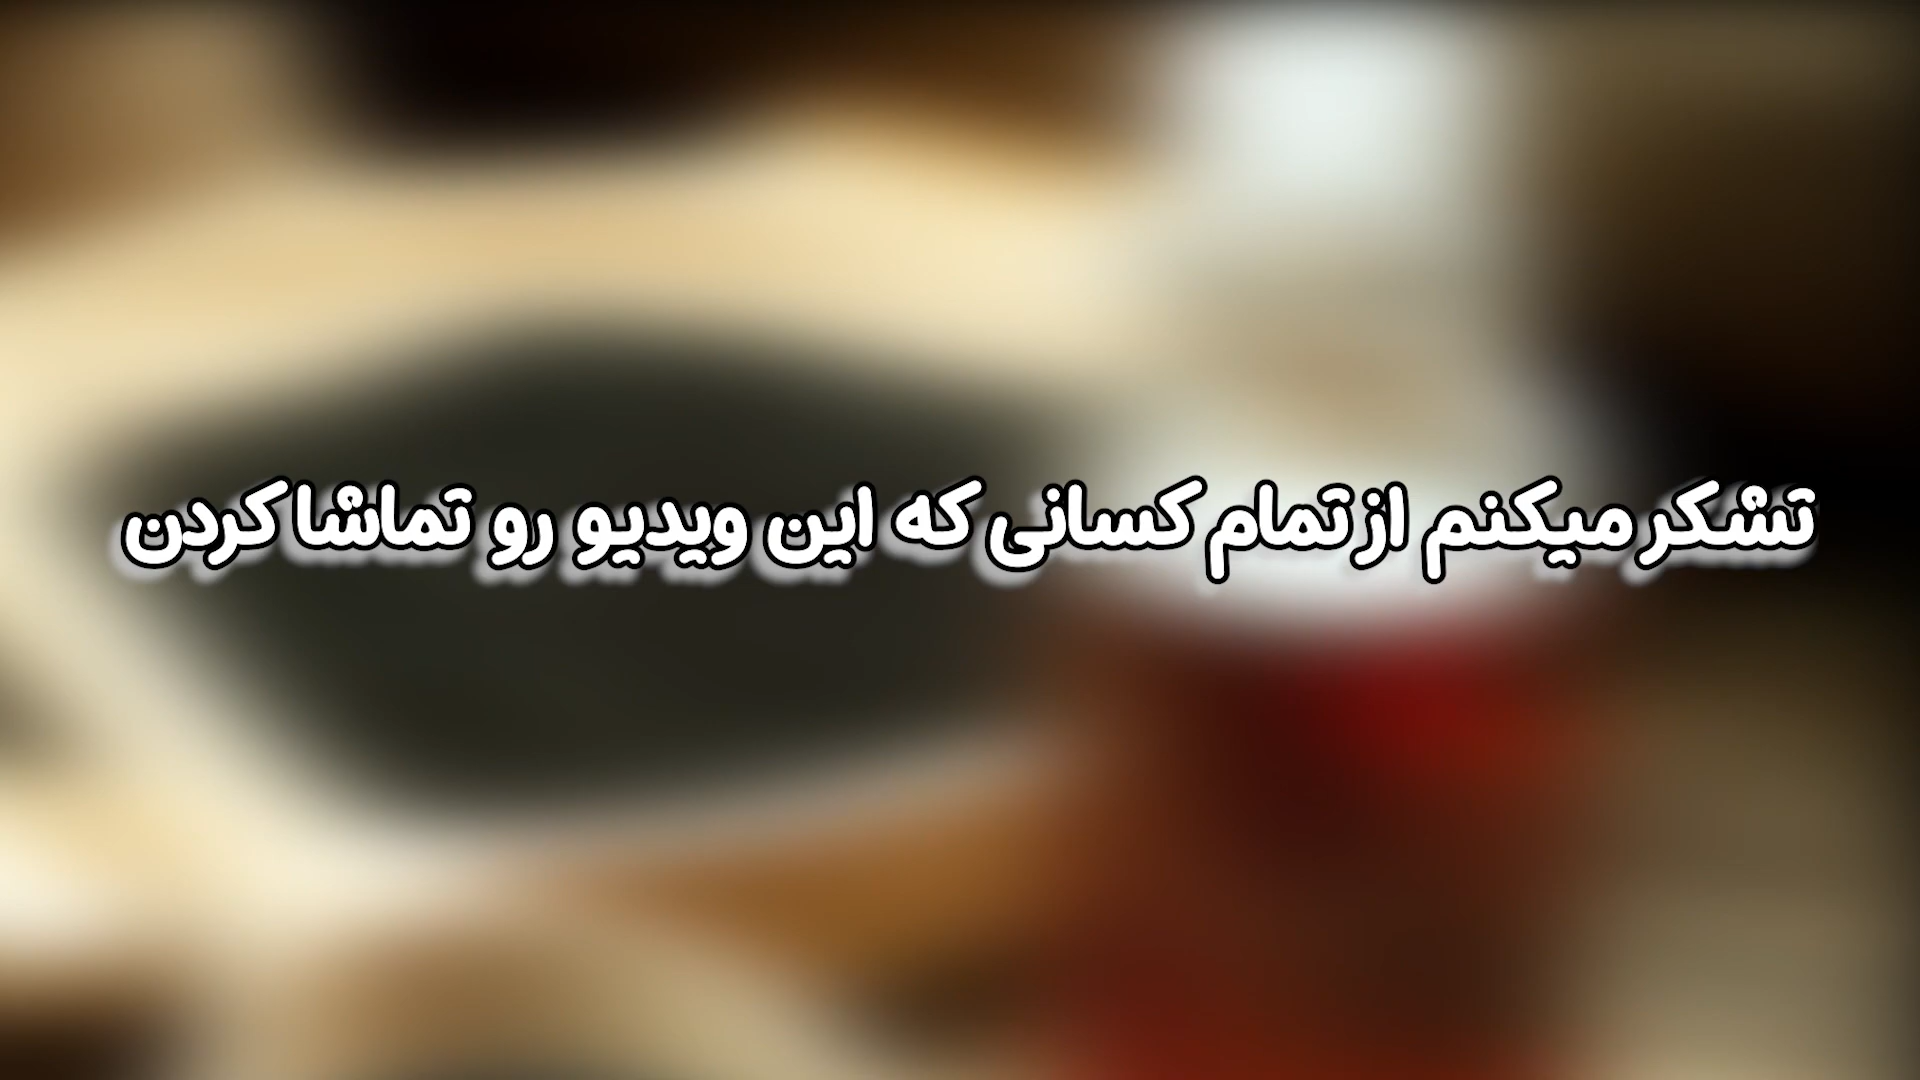 تشکر میکنم از تمام کسانی که این ویدیو رو تماشا کردن